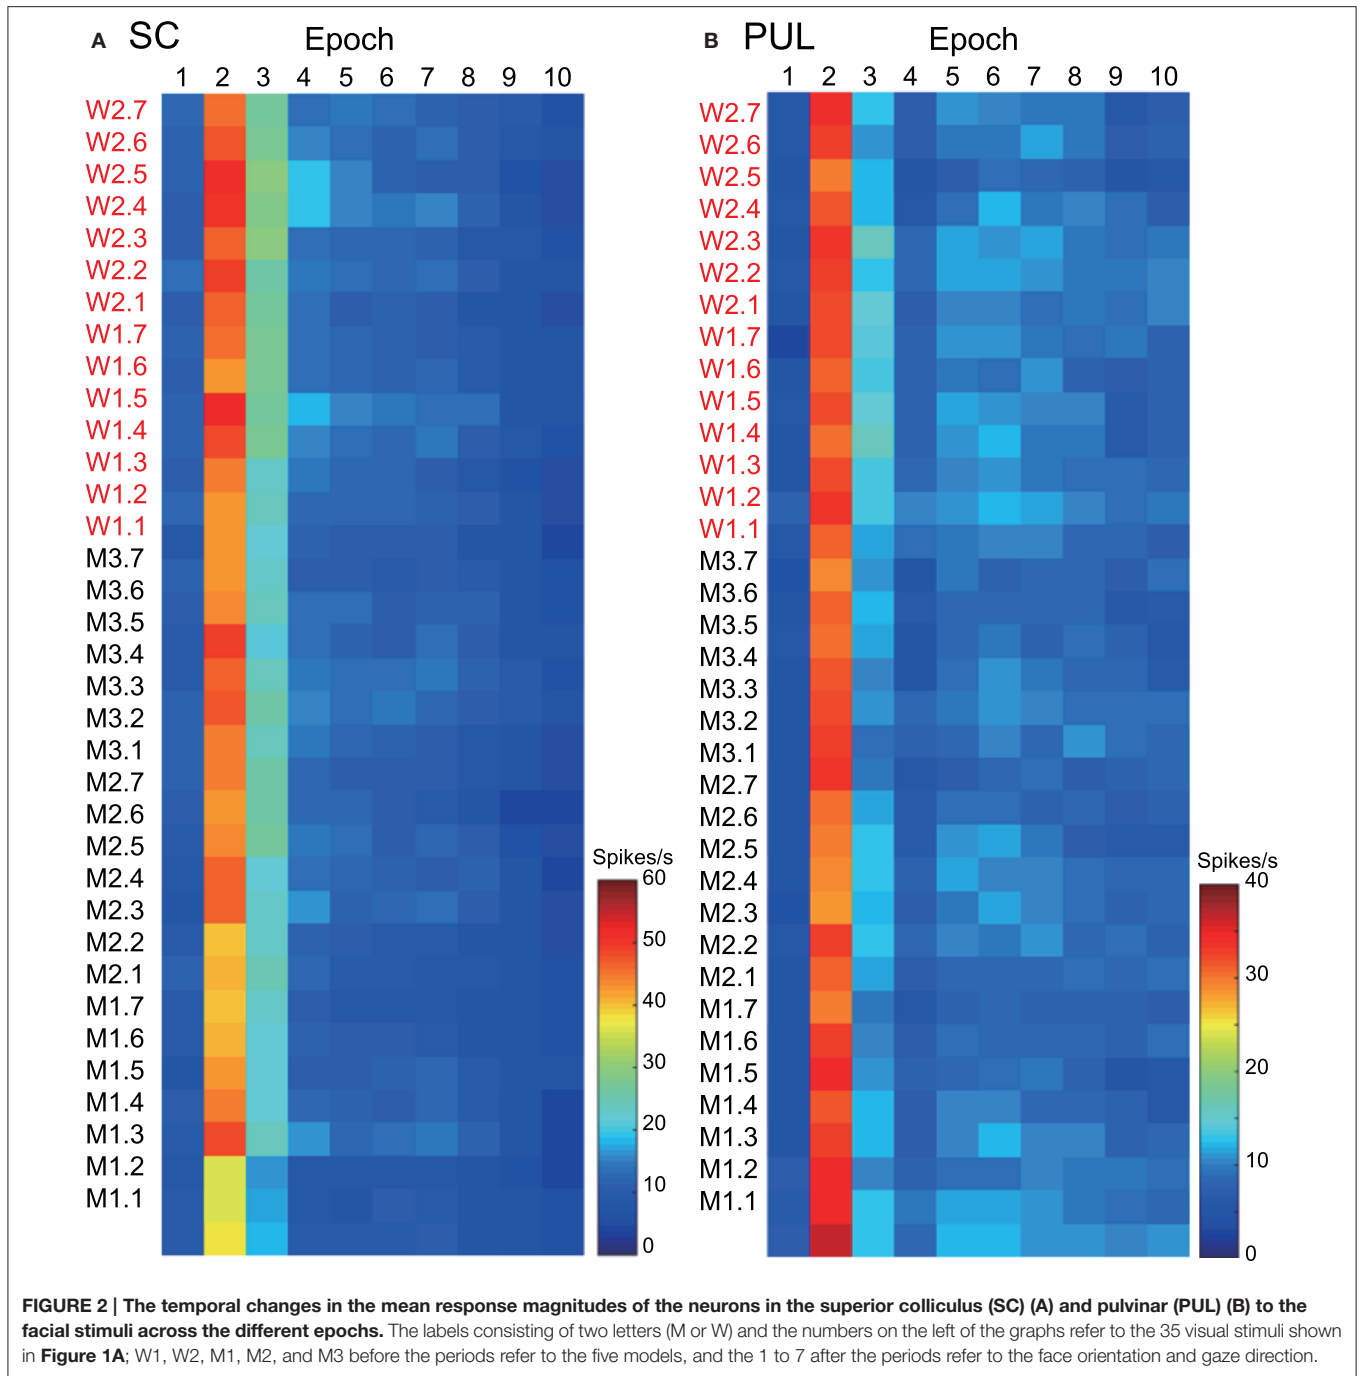 A SC Epoch
1 2 3 4 5 6 7 8 9 10
W2.7
W2.6
W2.5
W2.4
W2.3
W2.2
W2.1
W1.7
W1.6
W1.5
W1.4
W1.3
W1.2
W1.1
M3.7
M3.6
M3.5
M3.4
M3.3
M3.2
M3.1
M2.7
M2.6
M2.5
M2.4
M2.3
M2.2
M2.1
M1.7
M1.6
M1.5
M1.4
M1.3
M1.2
M1.1
Spikes/s
60
50
40
30
20
10
0
B PUL Epoch
1 2 3 4 5 6 7 8 9 10
W2.7
W2.6
W2.5
W2.4
W2.3
W2.2
W2.1
W1.7
W1.6
W1.5
W1.4
W1.3
W1.2
W1.1
M3.7
M3.6
M3.5
M3.4
M3.3
M3.2
M3.1
M2.7
M2.6
M2.5
M2.4
M2.3
M2.2
M2.1
M1.7
M1.6
M1.5
M1.4
M1.3
M1.2
M1.1
Spikes/s
40
30
20
10
0
FIGURE 2 | The temporal changes in the mean response magnitudes of the neurons in the superior colliculus (SC) (A) and pulvinar (PUL) (B) to the
facial stimuli across the different epochs. The labels consisting of two letters (M or W) and the numbers on the left of the graphs refer to the 35 visual stimuli shown
in Figure 1A; W1, W2, M1, M2, and M3 before the periods refer to the five models, and the 1 to 7 after the periods refer to the face orientation and gaze direction.